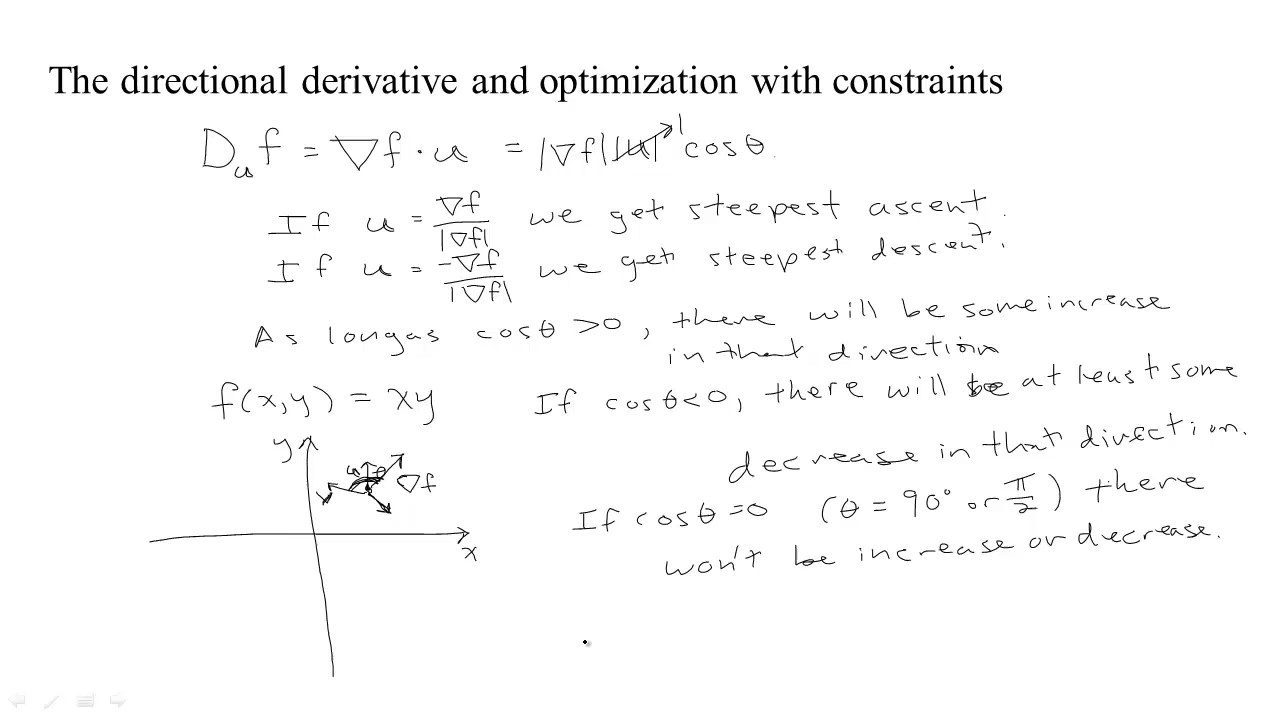 The directional derivative and optimization with constraints
D_u f = ∇f · u = |∇f| |u| 1 cos θ
If u = ∇f / |∇f| we get steepest ascent.
If u = -∇f / |∇f| we get steepest descent.
As long as cos θ > 0, there will be some increase
in that direction
f(x,y) = xy
If cos θ < 0, there will be at least some
decrease in that direction.
If cos θ = 0 (θ = 90° or π/2) there
won't be increase or decrease.
y
u θ
∇f
x